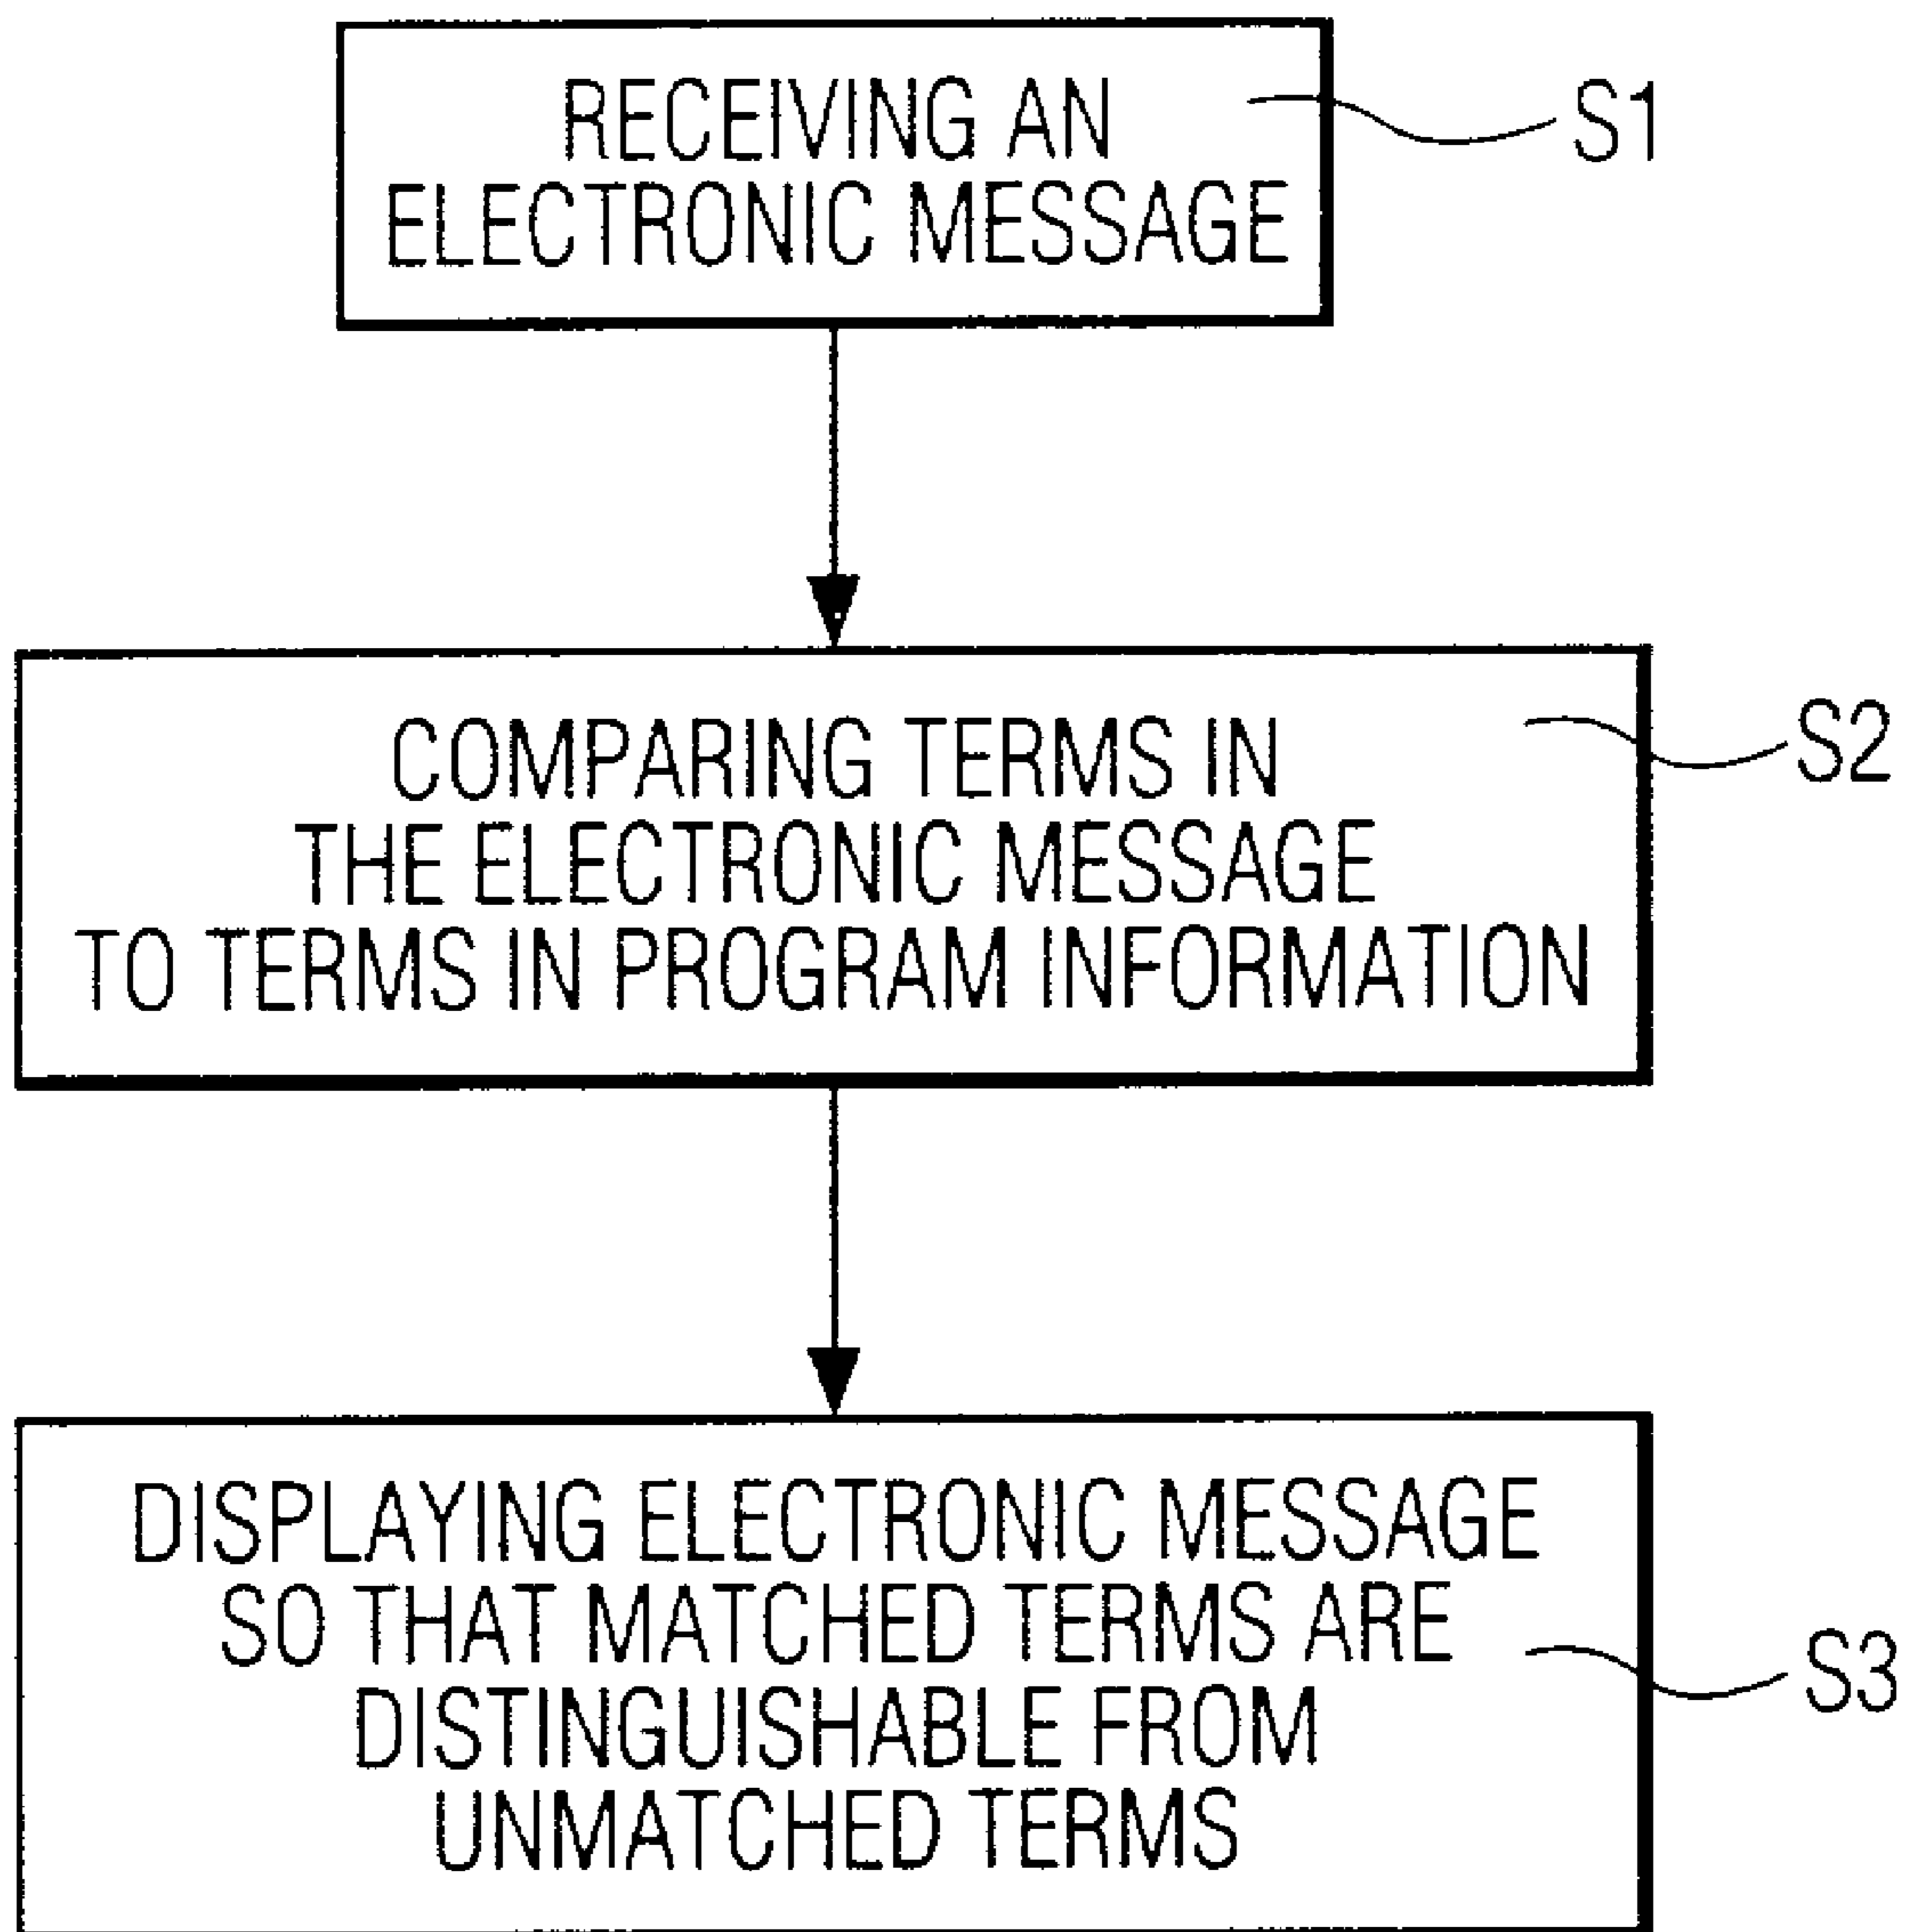 RECEIVING AN
ELECTRONIC MESSAGE
S1
COMPARING TERMS IN
THE ELECTRONIC MESSAGE
TO TERMS IN PROGRAM INFORMATION
S2
DISPLAYING ELECTRONIC MESSAGE
SO THAT MATCHED TERMS ARE
DISTINGUISHABLE FROM
UNMATCHED TERMS
S3